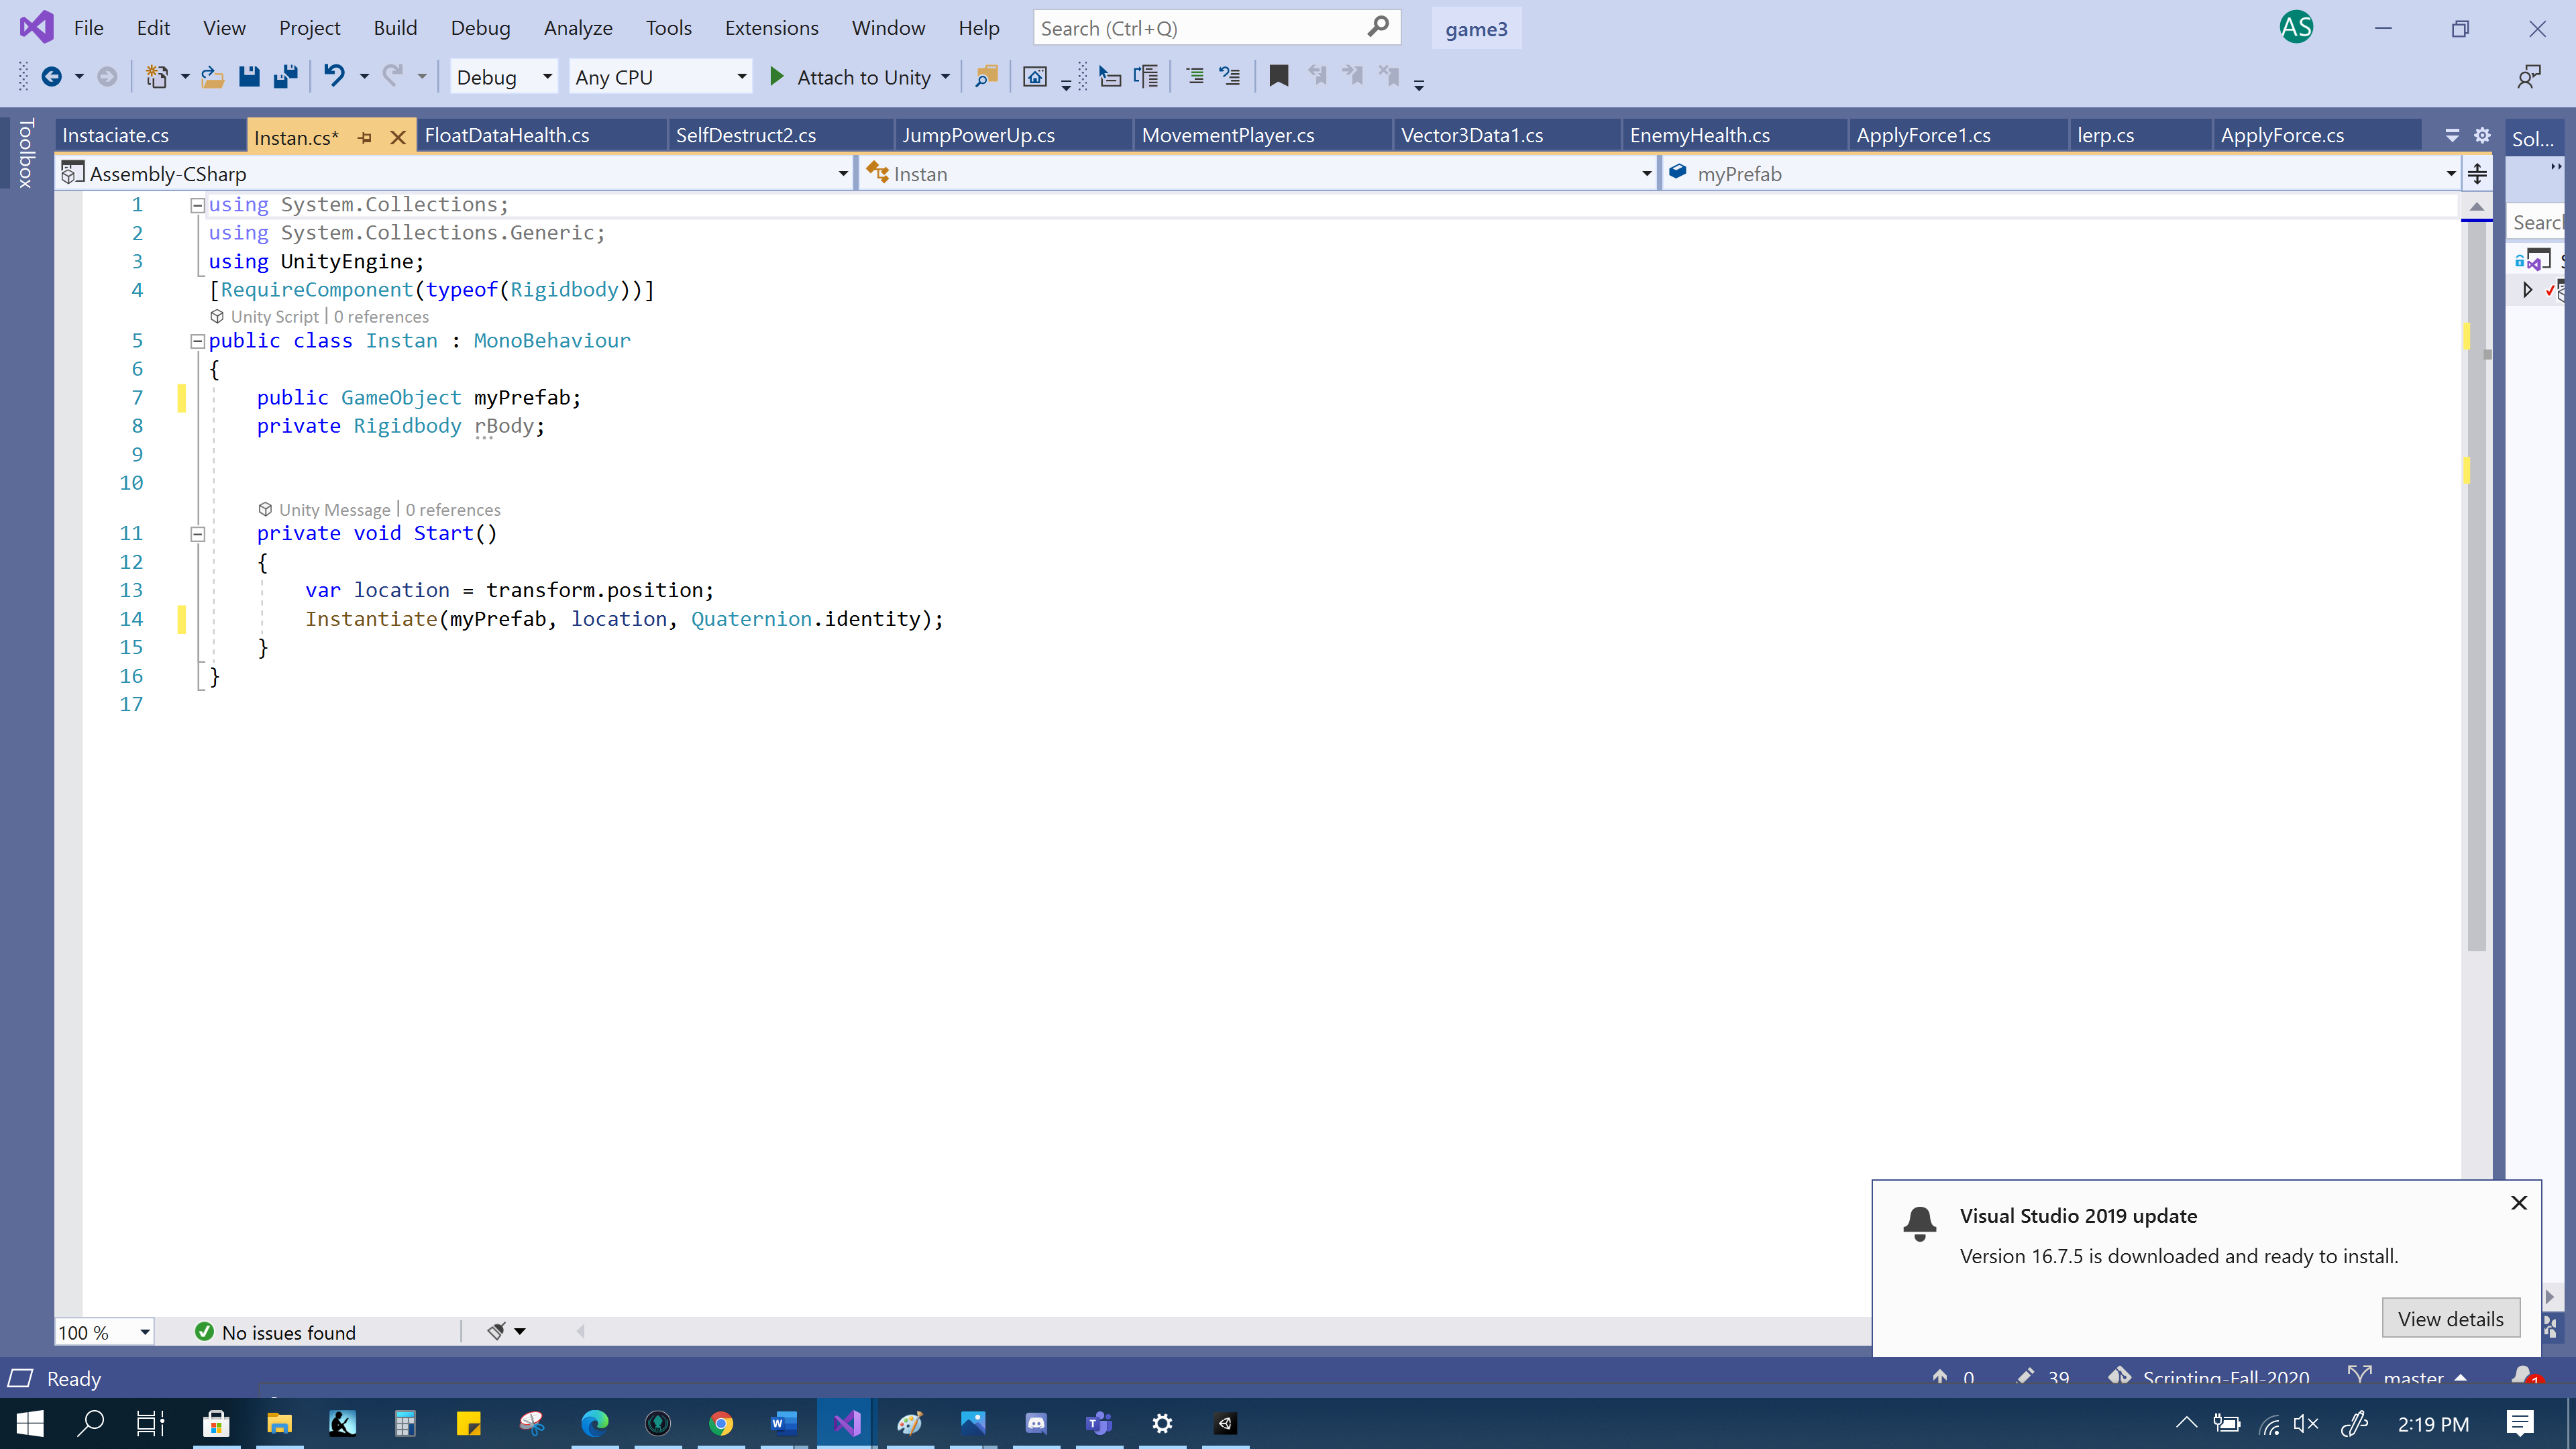 File Edit View Project Build Debug Analyze Tools Extensions Window Help Search (Ctrl+Q) game3 AS
Debug Any CPU Attach to Unity
Toolbox
Instaciate.cs Instan.cs* FloatDataHealth.cs SelfDestruct2.cs JumpPowerUp.cs MovementPlayer.cs Vector3Data1.cs EnemyHealth.cs ApplyForce1.cs lerp.cs ApplyForce.cs Sol...
Assembly-CSharp Instan myPrefab
1 using System.Collections;
2 using System.Collections.Generic;
3 using UnityEngine;
4 [RequireComponent(typeof(Rigidbody))]
Unity Script | 0 references
5 public class Instan : MonoBehaviour
6 {
7 public GameObject myPrefab;
8 private Rigidbody rBody;
9
10
Unity Message | 0 references
11 private void Start()
12 {
13 var location = transform.position;
14 Instantiate(myPrefab, location, Quaternion.identity);
15 }
16 }
17
Visual Studio 2019 update
Version 16.7.5 is downloaded and ready to install.
View details
100 % No issues found
Ready 0 39 Scripting-Fall-2020 master 1
2:19 PM